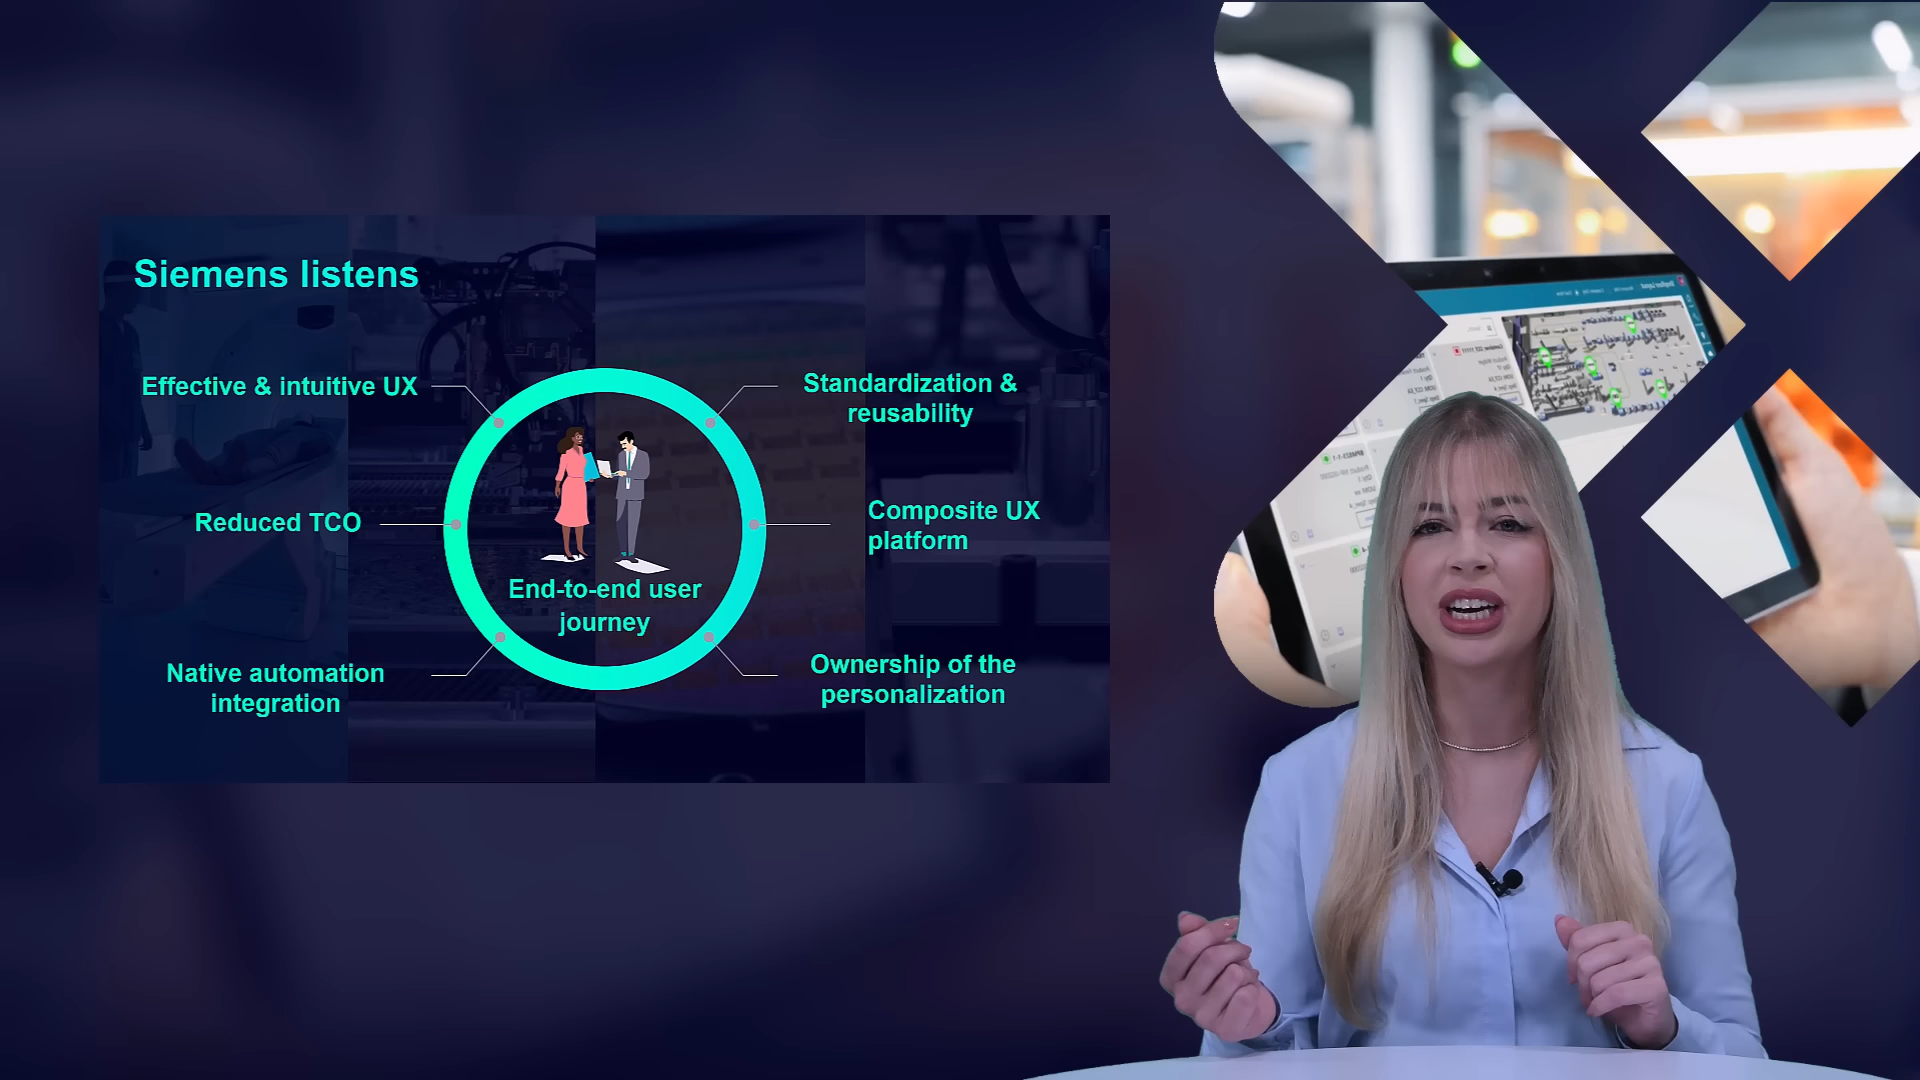 Siemens listens
Effective & intuitive UX
Reduced TCO
Native automation
integration
End-to-end user
journey
Standardization &
reusability
Composite UX
platform
Ownership of the
personalization